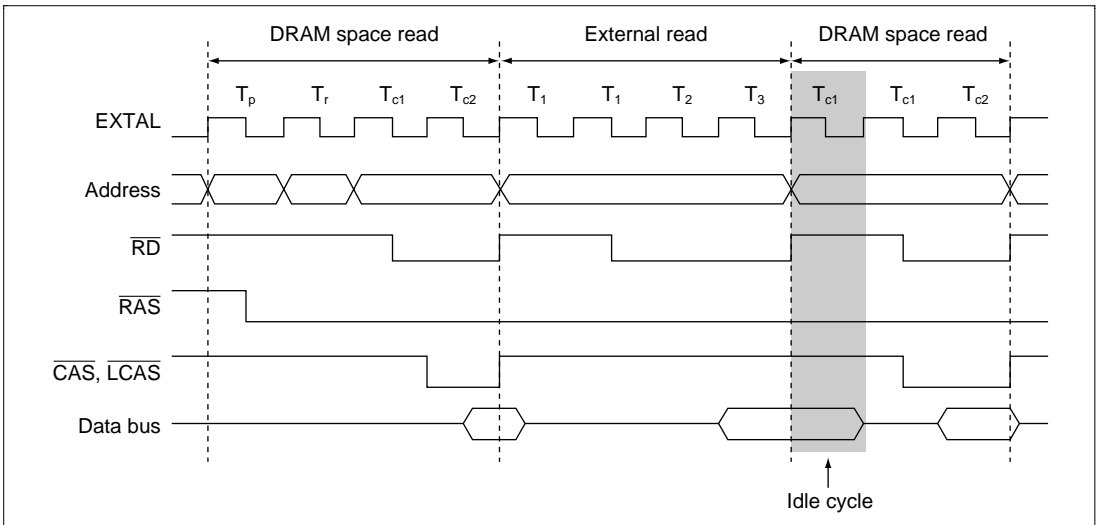 DRAM space read External read DRAM space read
Tp Tr Tc1 Tc2 T1 T1 T2 T3 Tc1 Tc1 Tc2
EXTAL
Address
RD
RAS
CAS, LCAS
Data bus
Idle cycle